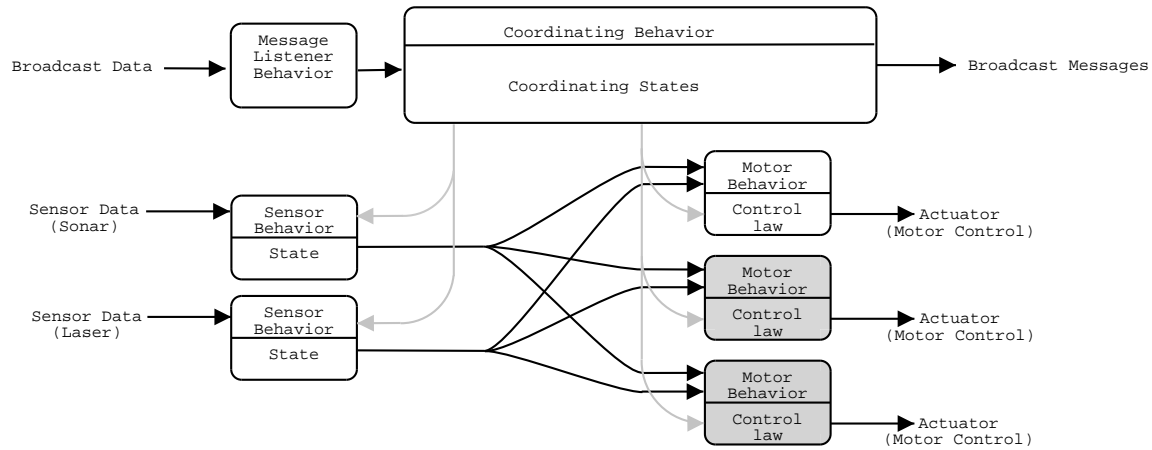 Coordinating Behavior
Message
Listener
Behavior
Broadcast Data
Broadcast Messages
Coordinating States
Motor
Behavior
Control
law
Sensor Data
(Sonar)
Sensor
Behavior
State
Actuator
(Motor Control)
Motor
Behavior
Control
law
Sensor Data
(Laser)
Sensor
Behavior
State
Actuator
(Motor Control)
Motor
Behavior
Control
law
Actuator
(Motor Control)